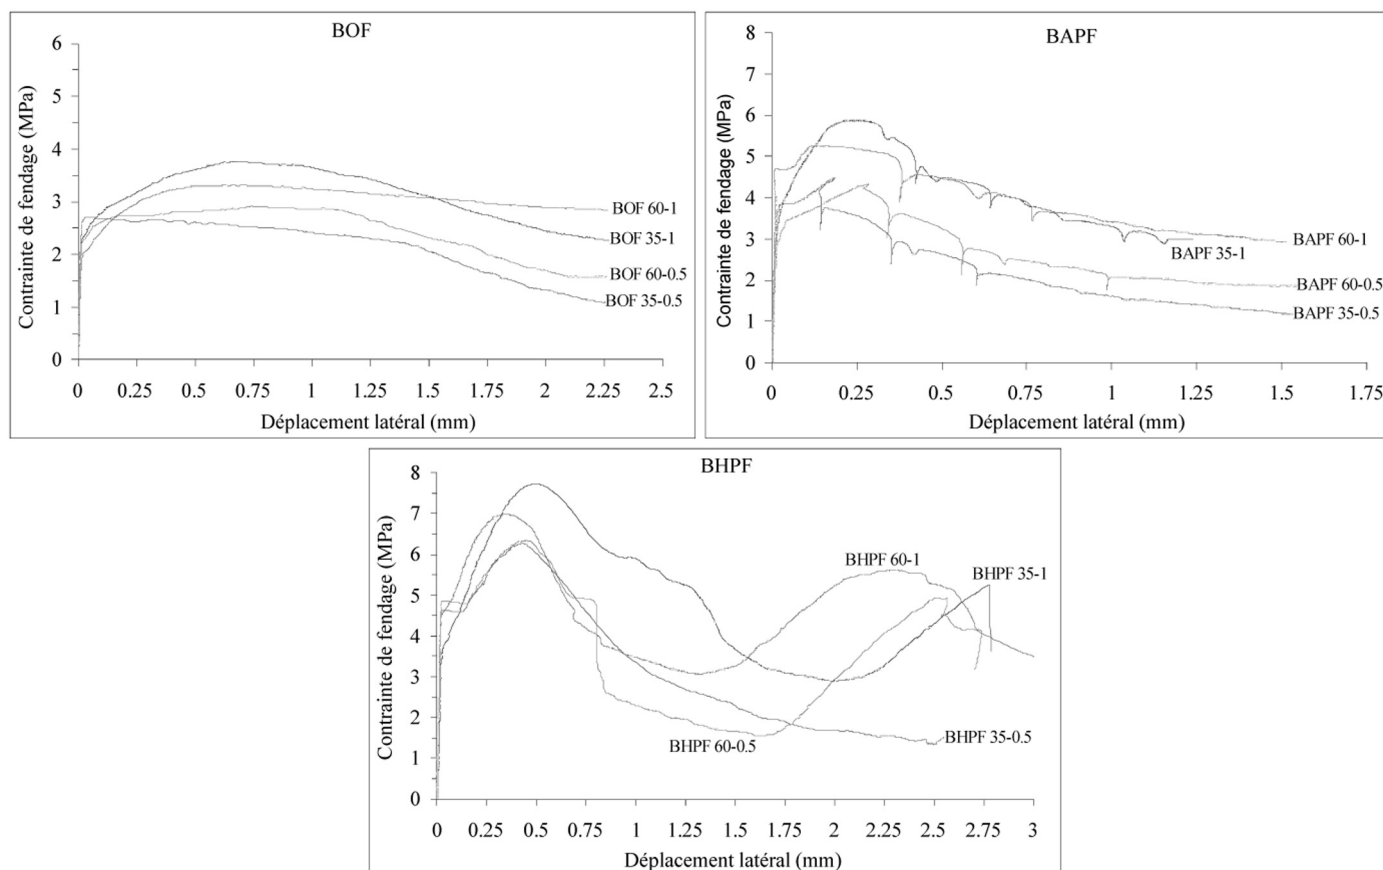 BOF
Contrainte de fendage (MPa)
6
5
4
3
2
1
0
BOF 60-1
BOF 35-1
BOF 60-0.5
BOF 35-0.5
0 0.25 0.5 0.75 1 1.25 1.5 1.75 2 2.25 2.5
Déplacement latéral (mm)
BAPF
Contrainte de fendage (MPa)
8
7
6
5
4
3
2
1
0
BAPF 60-1
BAPF 35-1
BAPF 60-0.5
BAPF 35-0.5
0 0.25 0.5 0.75 1 1.25 1.5 1.75
Déplacement latéral (mm)
BHPF
Contrainte de fendage (MPa)
8
7
6
5
4
3
2
1
0
BHPF 60-1
BHPF 35-1
BHPF 60-0.5
BHPF 35-0.5
0 0.25 0.5 0.75 1 1.25 1.5 1.75 2 2.25 2.5 2.75 3
Déplacement latéral (mm)